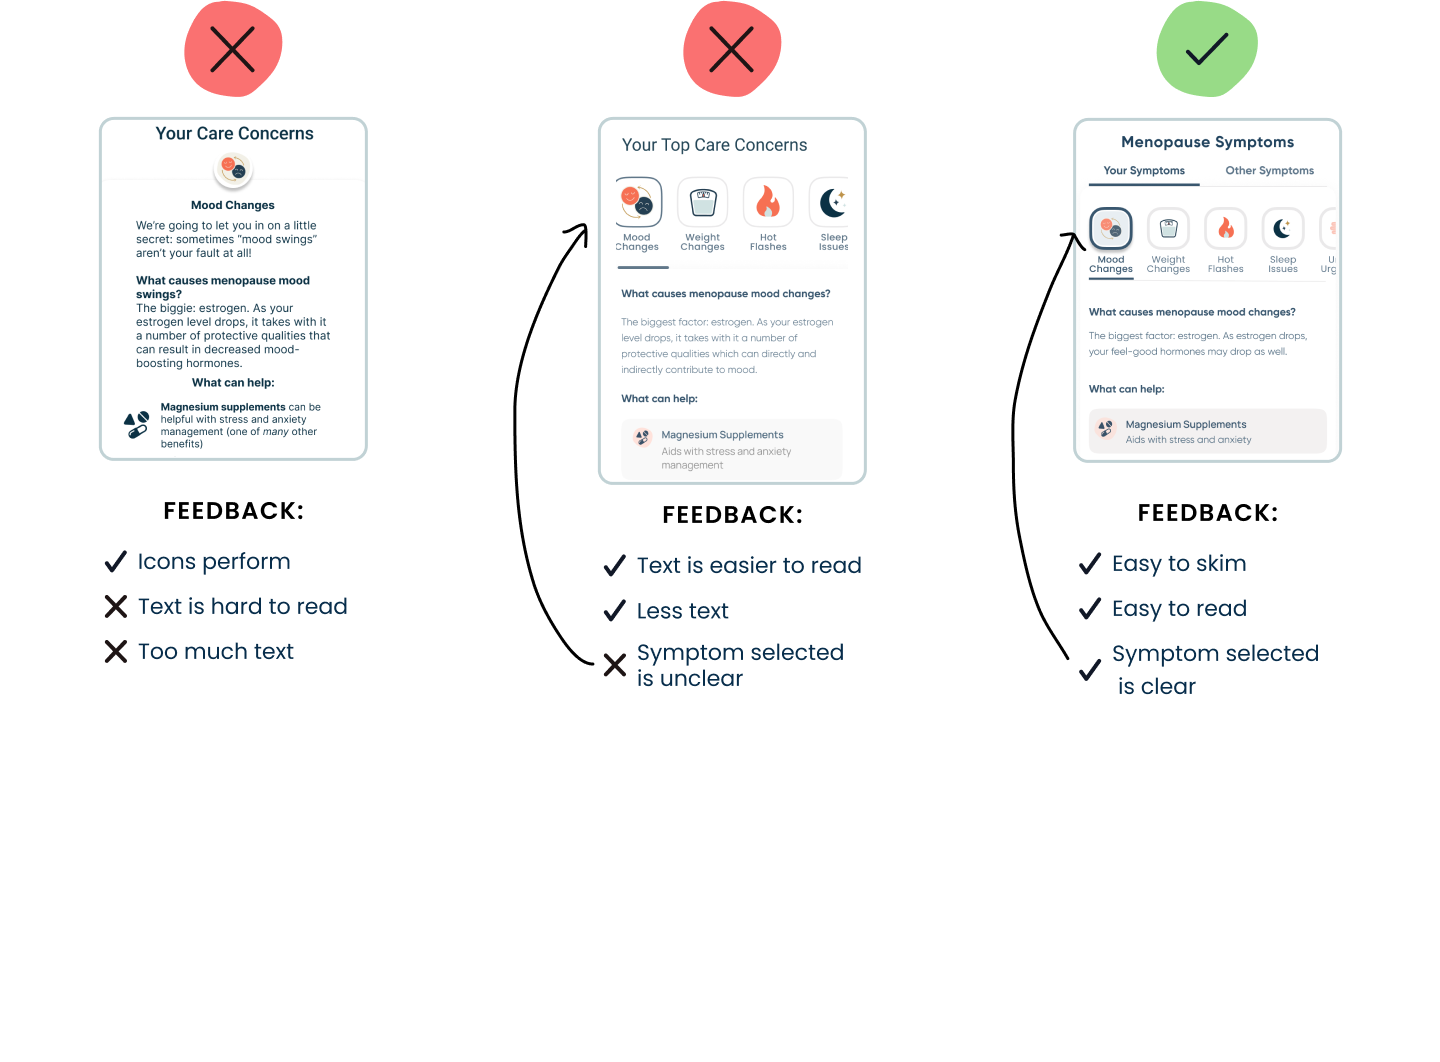 Your Care Concerns
Mood Changes
We're going to let you in on a little
secret: sometimes "mood swings"
aren't your fault at all!
What causes menopause mood
swings?
The biggie: estrogen. As your
estrogen level drops, it takes with it
a number of protective qualities that
can result in decreased mood-
boosting hormones.
What can help:
Magnesium supplements can be
helpful with stress and anxiety
management (one of many other
benefits)
FEEDBACK:
Icons perform
Text is hard to read
Too much text
Your Top Care Concerns
Mood
Changes
Weight
Changes
Hot
Flashes
Sleep
Issues
What causes menopause mood changes?
The biggest factor: estrogen. As your estrogen
level drops, it takes with it a number of
protective qualities which can directly and
indirectly contribute to mood.
What can help:
Magnesium Supplements
Aids with stress and anxiety
management
FEEDBACK:
Text is easier to read
Less text
Symptom selected
is unclear
Menopause Symptoms
Your Symptoms
Other Symptoms
Mood
Changes
Weight
Changes
Hot
Flashes
Sleep
Issues
What causes menopause mood changes?
The biggest factor: estrogen. As estrogen drops,
your feel-good hormones may drop as well.
What can help:
Magnesium Supplements
Aids with stress and anxiety
FEEDBACK:
Easy to skim
Easy to read
Symptom selected
is clear